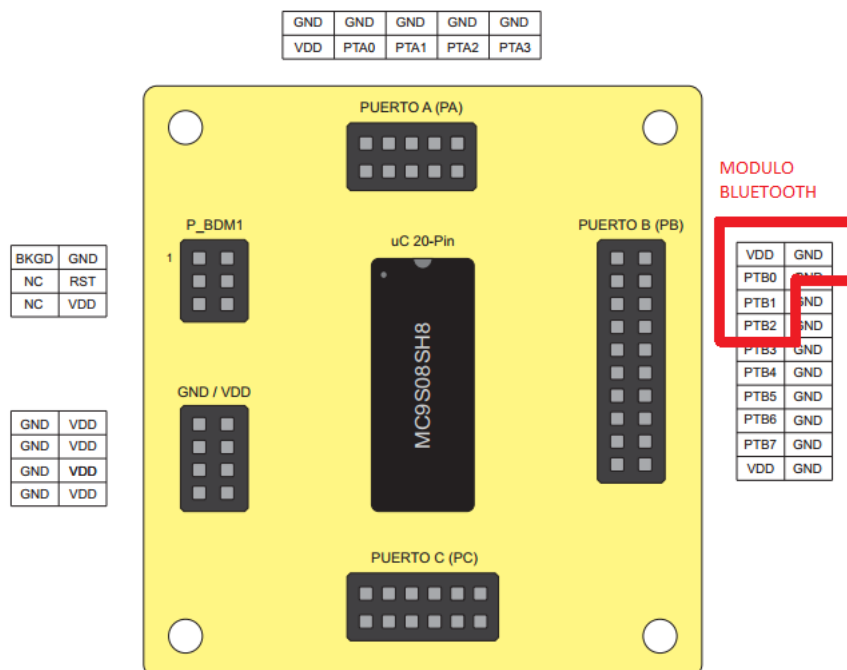 GND GND GND GND GND
VDD PTA0 PTA1 PTA2 PTA3
PUERTO A (PA)
MODULO
BLUETOOTH
P_BDM1
uC 20-Pin
PUERTO B (PB)
1
BKGD GND
NC RST
NC VDD
MC9S08SH8
VDD GND
PTB0 GND
PTB1 GND
PTB2 GND
PTB3 GND
PTB4 GND
PTB5 GND
PTB6 GND
PTB7 GND
VDD GND
GND / VDD
GND VDD
GND VDD
GND VDD
GND VDD
PUERTO C (PC)